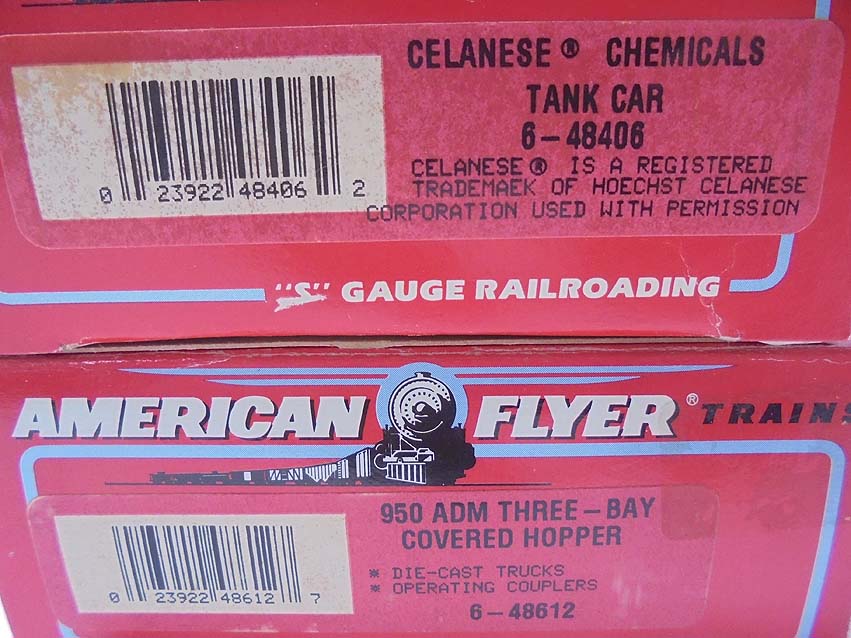 CELANESE ® CHEMICALS
TANK CAR
6-48406
CELANESE ® IS A REGISTERED
TRADEMAEK OF HOECHST CELANESE
CORPORATION USED WITH PERMISSION
0 23922 48406 2
"S" GAUGE RAILROADING
AMERICAN FLYER® TRAINS
950 ADM THREE-BAY
COVERED HOPPER
* DIE-CAST TRUCKS
* OPERATING COUPLERS
6-48612
0 23922 48612 7